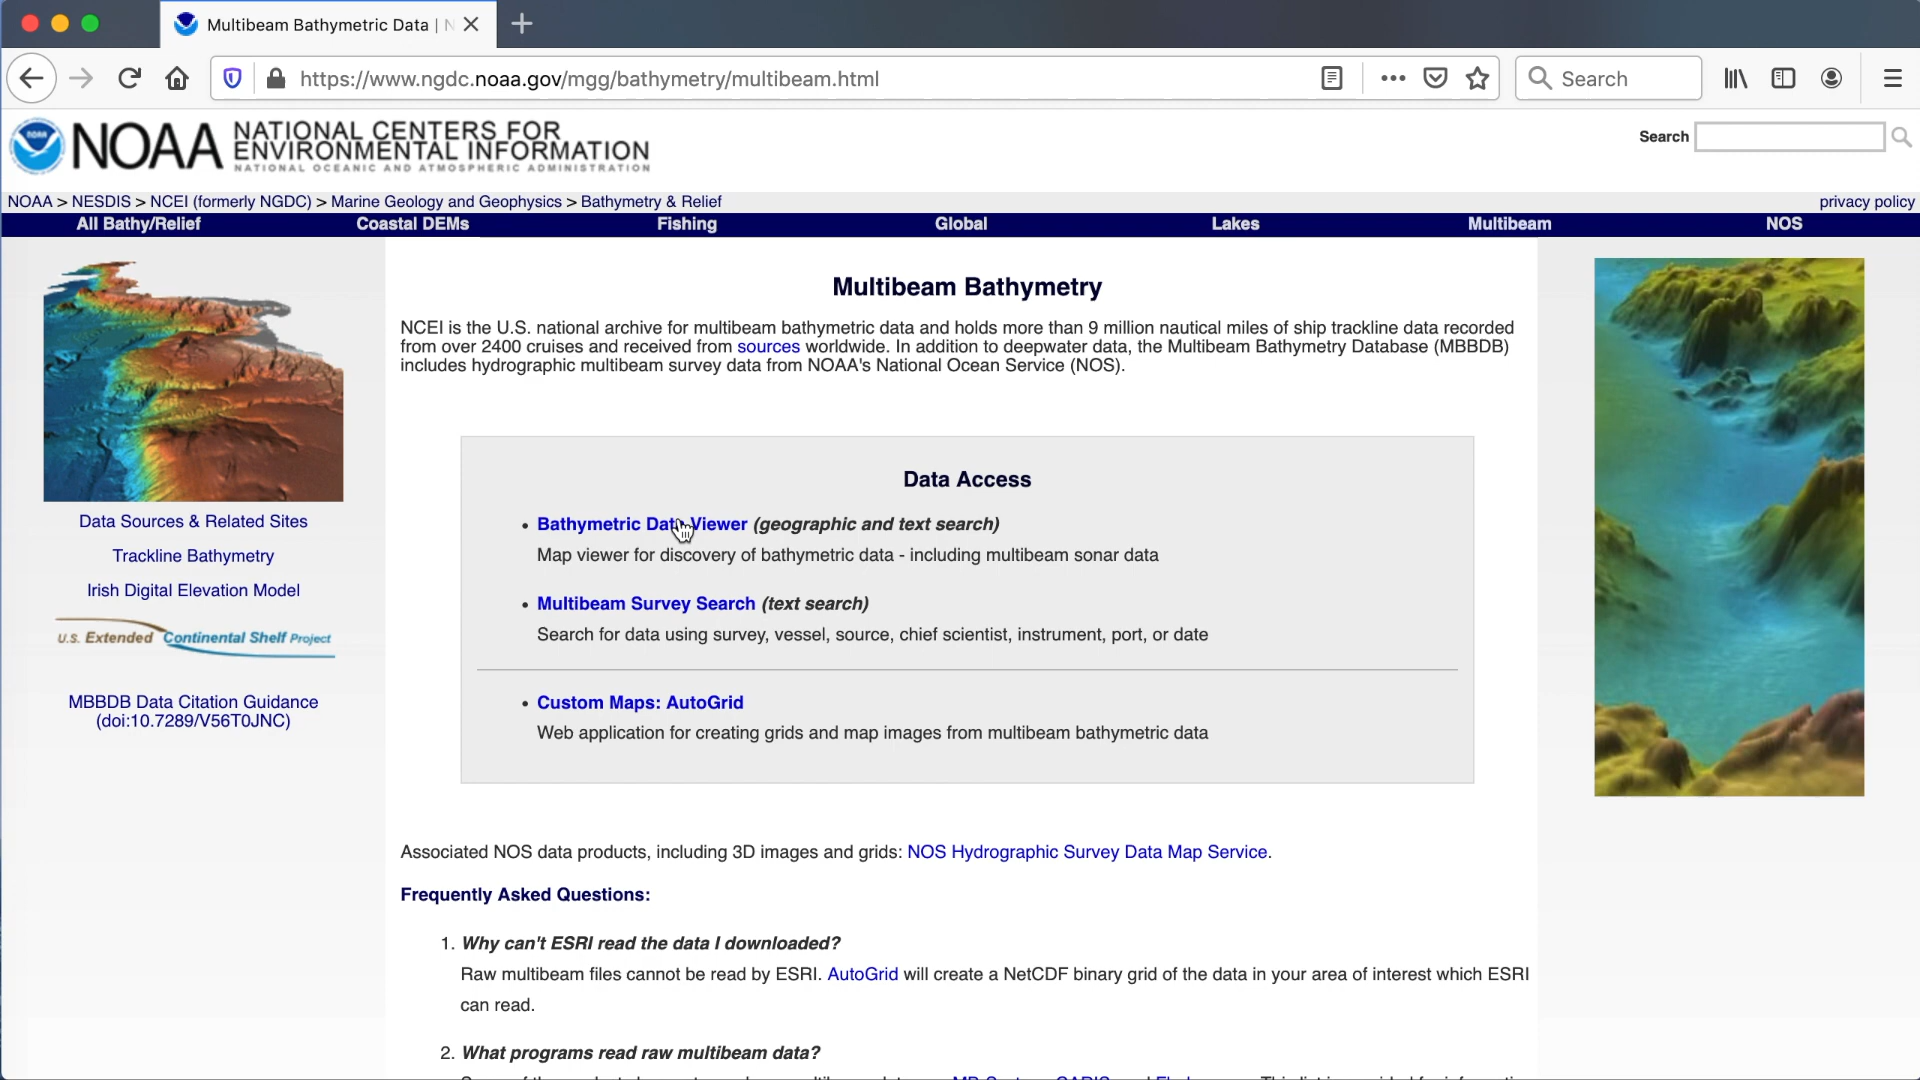 Multibeam Bathymetric Data | N
https://www.ngdc.noaa.gov/mgg/bathymetry/multibeam.html
Search
NOAA NATIONAL CENTERS FOR
ENVIRONMENTAL INFORMATION
NATIONAL OCEANIC AND ATMOSPHERIC ADMINISTRATION
Search
NOAA > NESDIS > NCEI (formerly NGDC) > Marine Geology and Geophysics > Bathymetry & Relief
privacy policy
All Bathy/Relief Coastal DEMs Fishing Global Lakes Multibeam NOS
Multibeam Bathymetry
NCEI is the U.S. national archive for multibeam bathymetric data and holds more than 9 million nautical miles of ship trackline data recorded
from over 2400 cruises and received from sources worldwide. In addition to deepwater data, the Multibeam Bathymetry Database (MBBDB)
includes hydrographic multibeam survey data from NOAA's National Ocean Service (NOS).
Data Access
• Bathymetric Data Viewer (geographic and text search)
Map viewer for discovery of bathymetric data - including multibeam sonar data
• Multibeam Survey Search (text search)
Search for data using survey, vessel, source, chief scientist, instrument, port, or date
• Custom Maps: AutoGrid
Web application for creating grids and map images from multibeam bathymetric data
Data Sources & Related Sites
Trackline Bathymetry
Irish Digital Elevation Model
U.S. Extended Continental Shelf Project
MBBDB Data Citation Guidance
(doi:10.7289/V56T0JNC)
Associated NOS data products, including 3D images and grids: NOS Hydrographic Survey Data Map Service.
Frequently Asked Questions:
1. Why can't ESRI read the data I downloaded?
Raw multibeam files cannot be read by ESRI. AutoGrid will create a NetCDF binary grid of the data in your area of interest which ESRI
can read.
2. What programs read raw multibeam data?